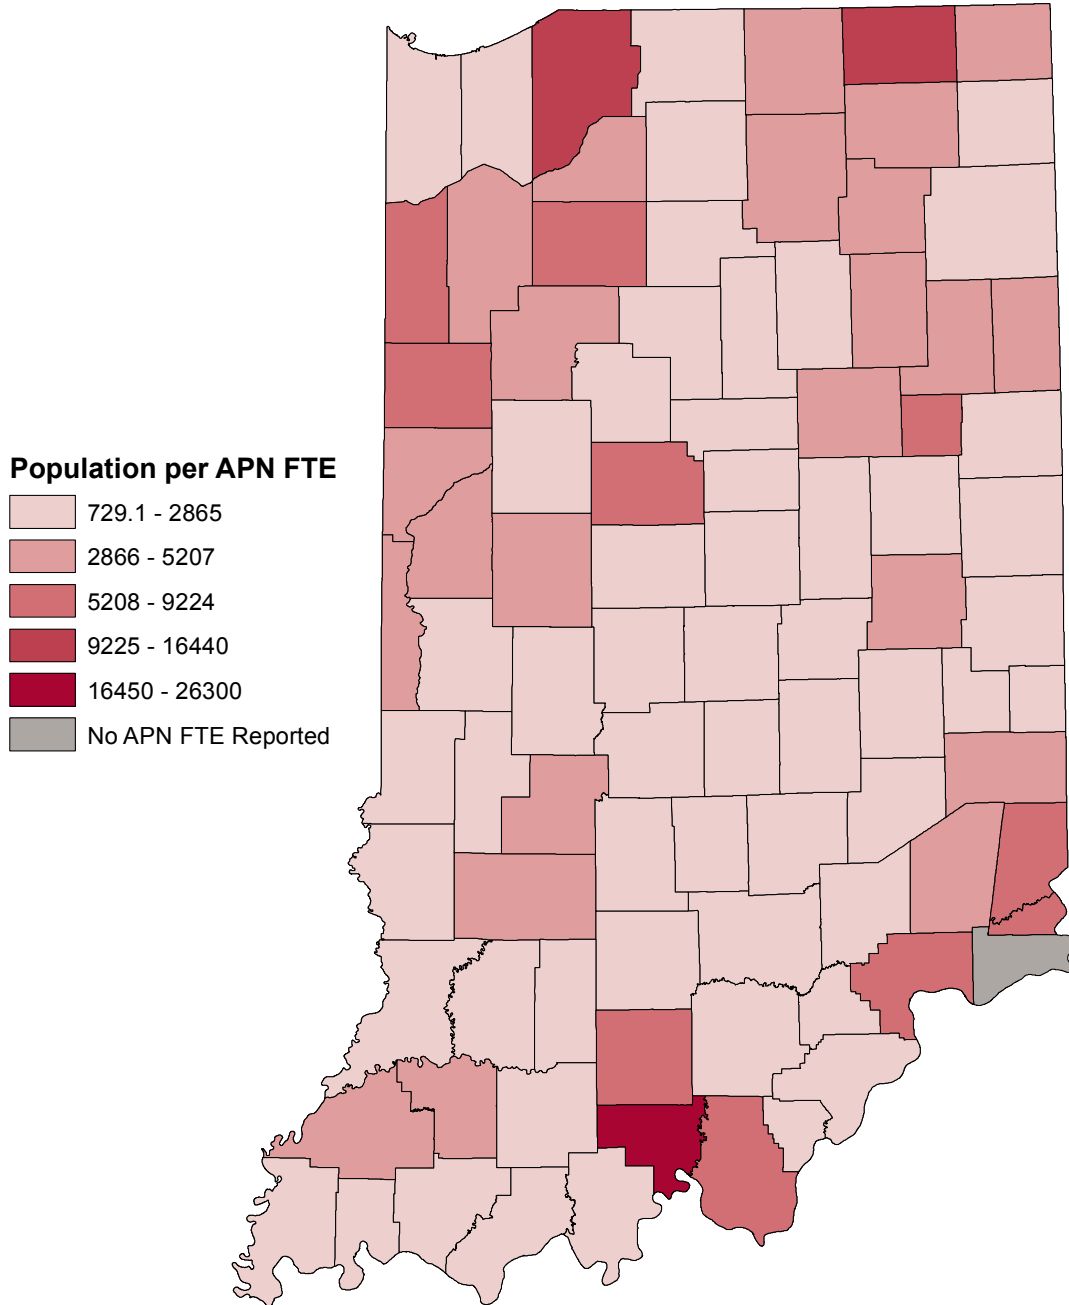 Population per APN FTE
729.1 - 2865
2866 - 5207
5208 - 9224
9225 - 16440
16450 - 26300
No APN FTE Reported